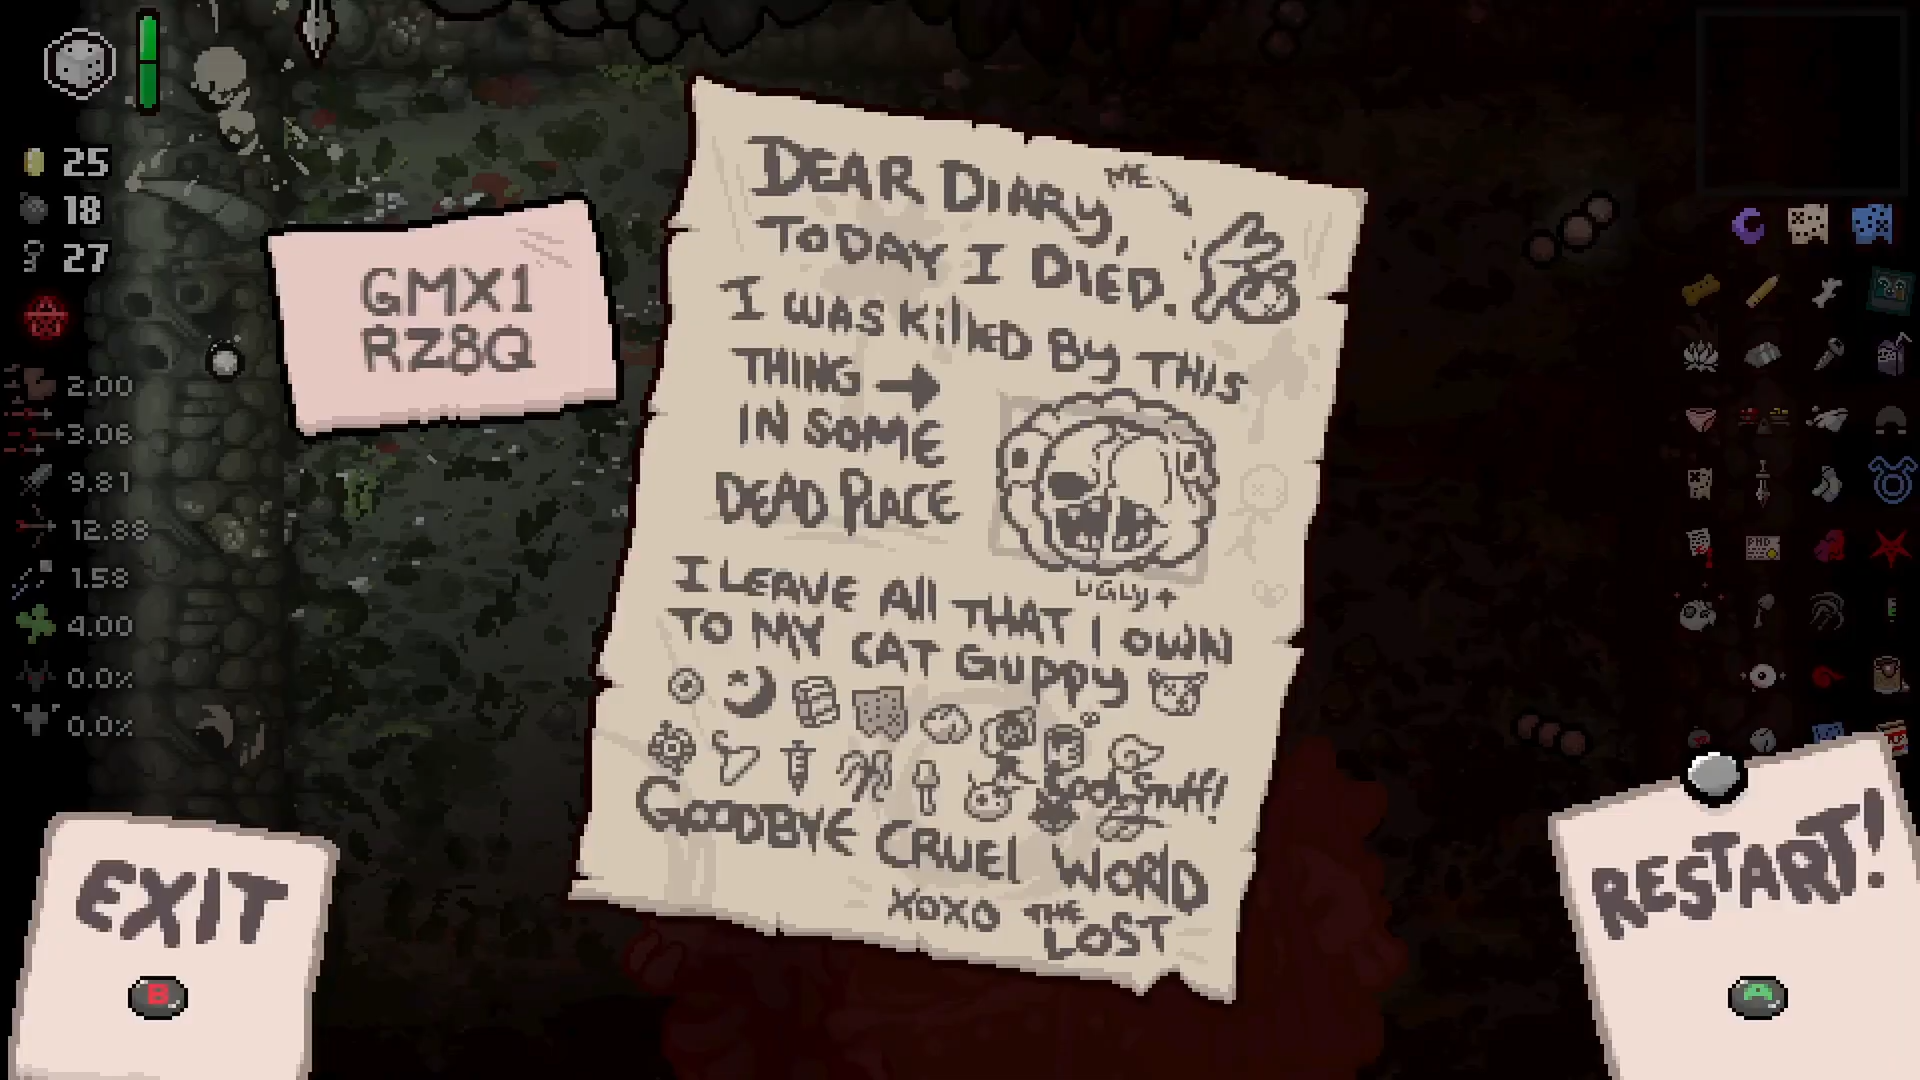 25
18
27
2.00
3.06
9.81
12.88
1.58
4.00
0.0%
0.0%
GMX1
RZ8Q
DEAR DIARY,
ME
TODAY I DIED.
I WAS KillED BY THIS
THING
IN SOME
DEAD PlACE
UGLY
I LEAVE All THAT I OWN
TO MY CAT GUPPY
Cool Stuff!
GOODBYE CRUEl WORlD
XOXO THE
LOST
PHD
EXIT
B
RESTART!
A